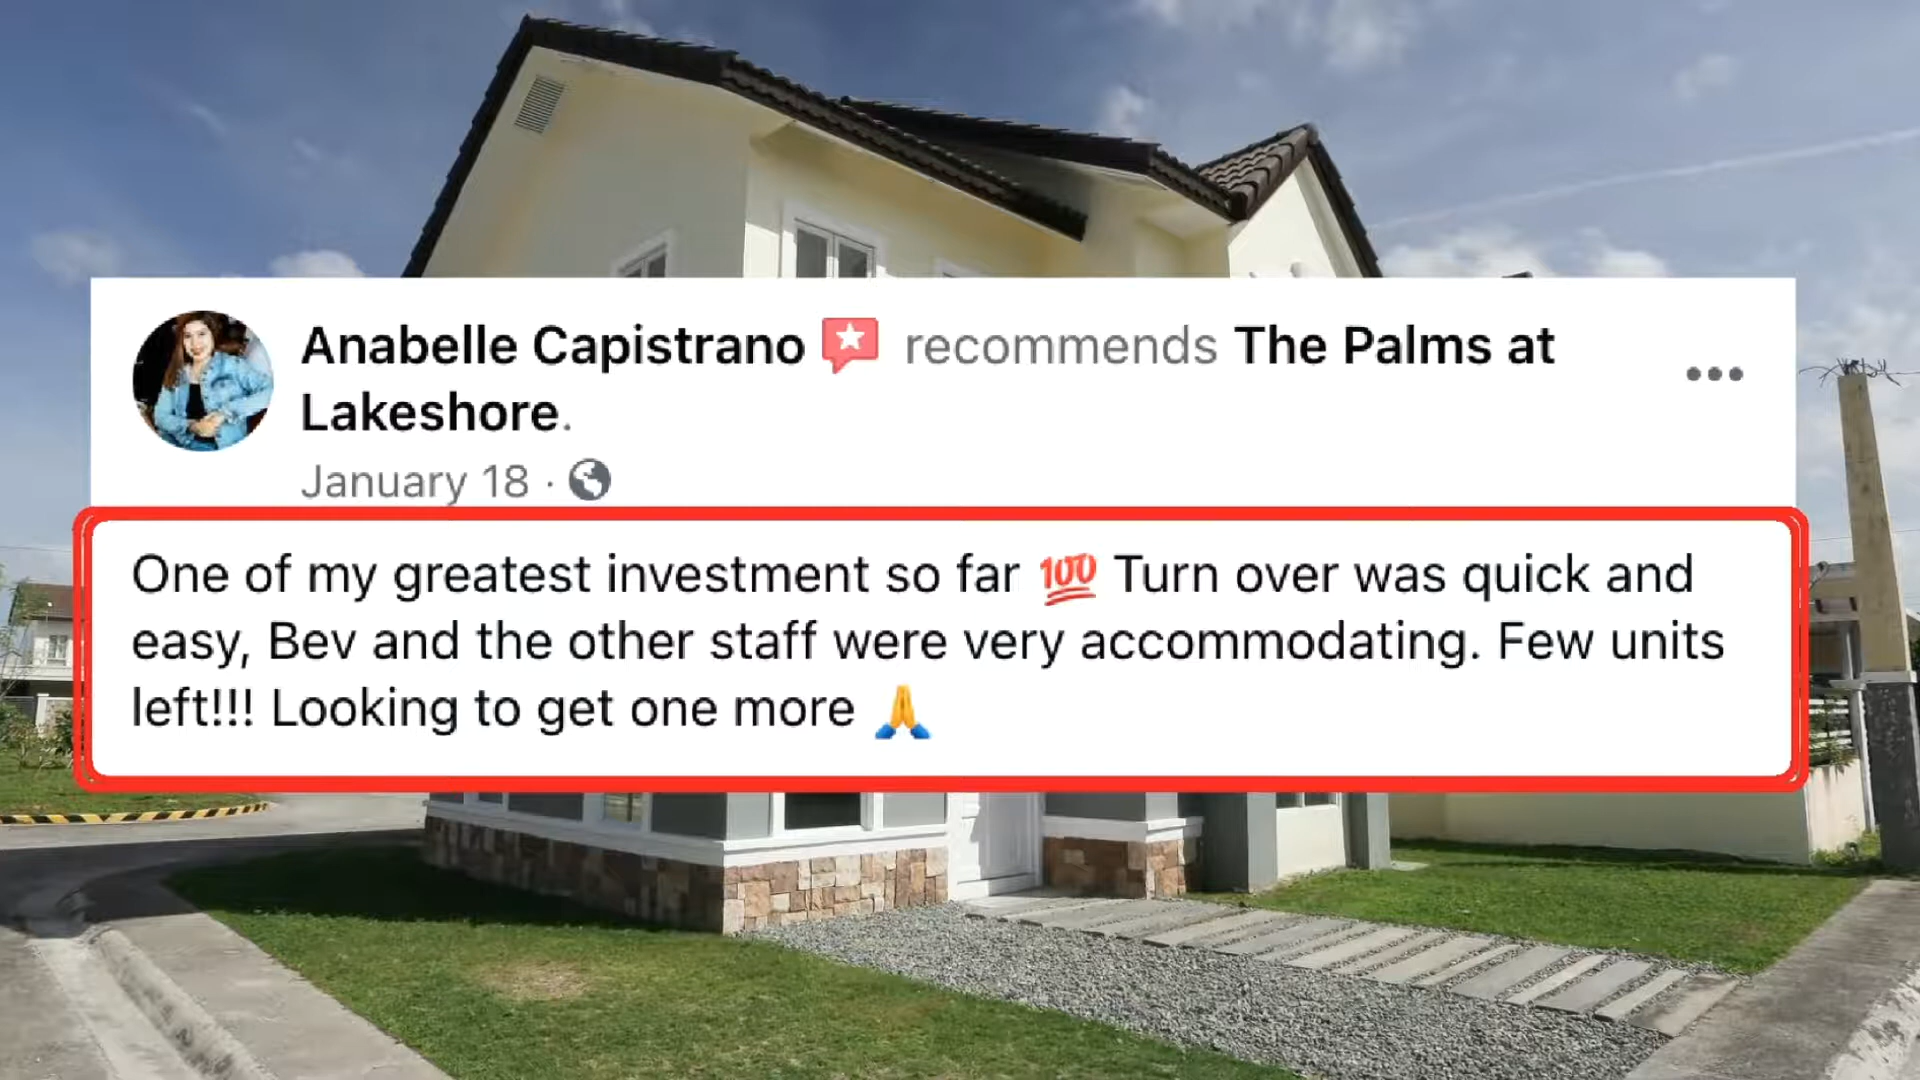 Anabelle Capistrano recommends The Palms at
Lakeshore.
January 18 ·
One of my greatest investment so far 💯 Turn over was quick and
easy, Bev and the other staff were very accommodating. Few units
left!!! Looking to get one more 🙏